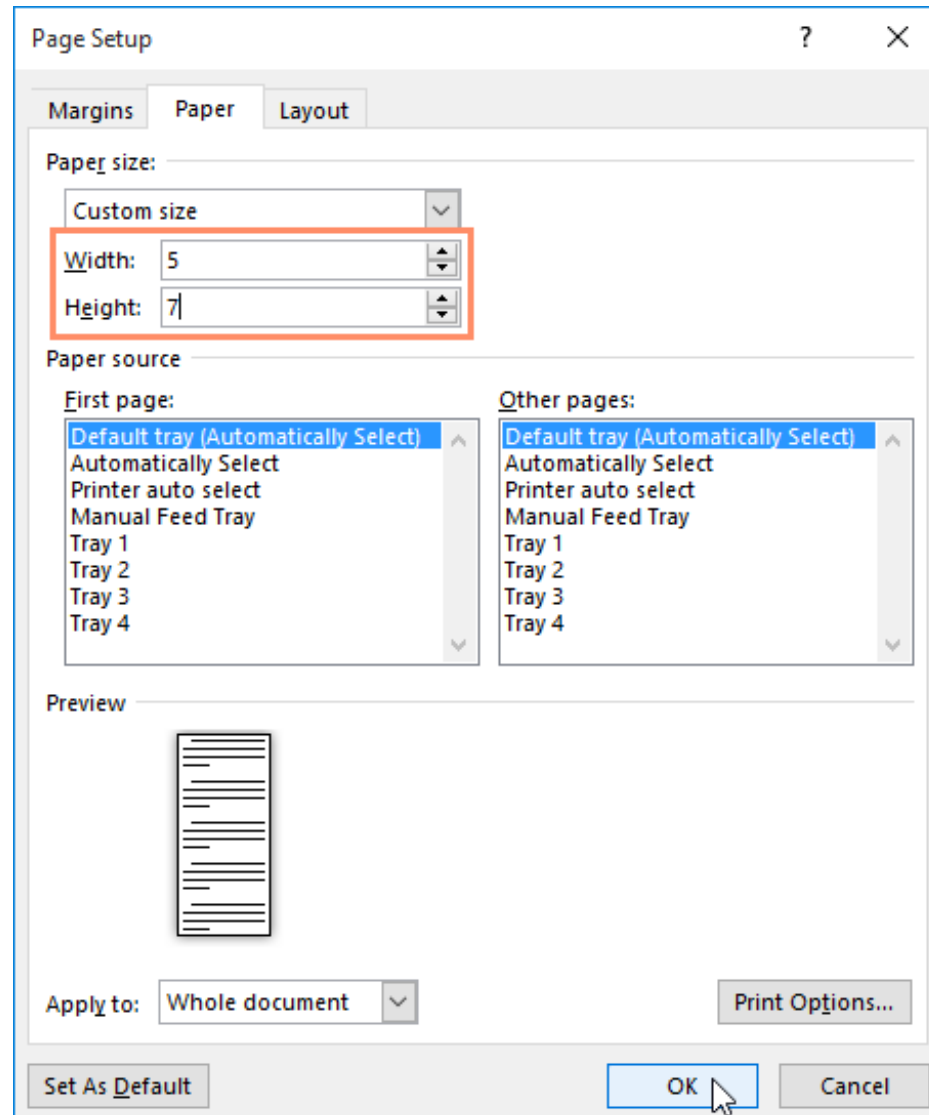 Page Setup ?
Margins Paper Layout
Paper size:
Custom size
Width: 5
Height: 7
Paper source
First page:
Default tray (Automatically Select)
Automatically Select
Printer auto select
Manual Feed Tray
Tray 1
Tray 2
Tray 3
Tray 4
Other pages:
Default tray (Automatically Select)
Automatically Select
Printer auto select
Manual Feed Tray
Tray 1
Tray 2
Tray 3
Tray 4
Preview
Apply to: Whole document Print Options...
Set As Default OK Cancel